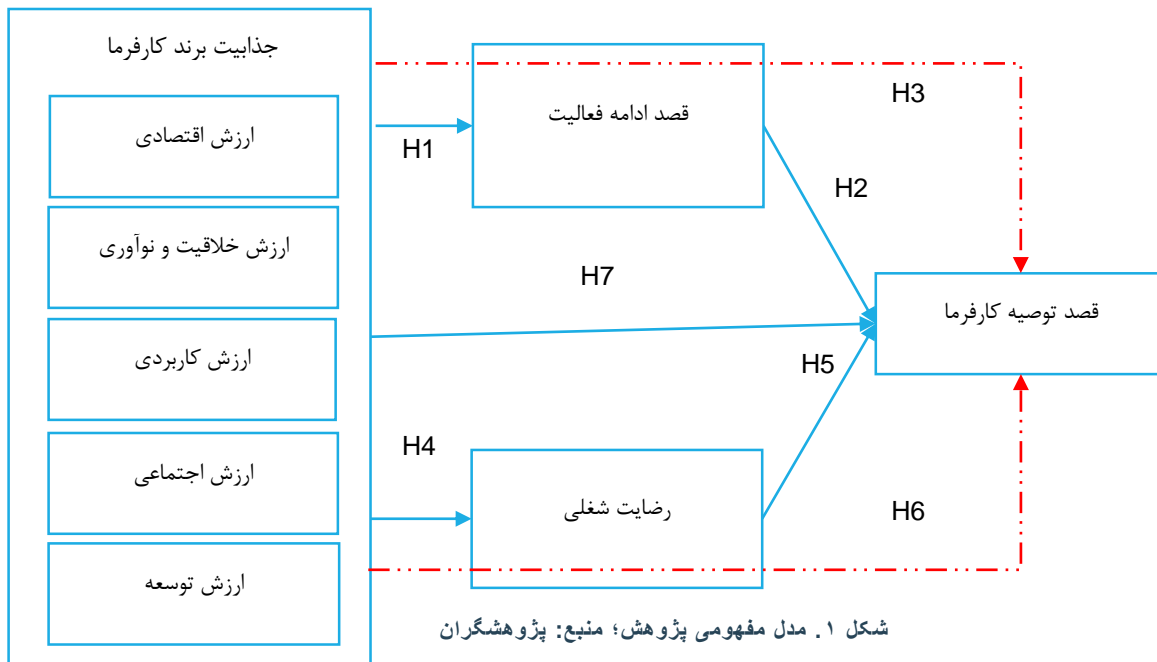 جذابیت برند کارفرما
ارزش اقتصادی
ارزش خلاقیت و نوآوری
ارزش کاربردی
ارزش اجتماعی
ارزش توسعه
H1
قصد ادامه فعالیت
H3
H2
H7
قصد توصیه کارفرما
H5
H4
رضایت شغلی
H6
شکل ۱. مدل مفهومی پژوهش؛ منبع: پژوهشگران